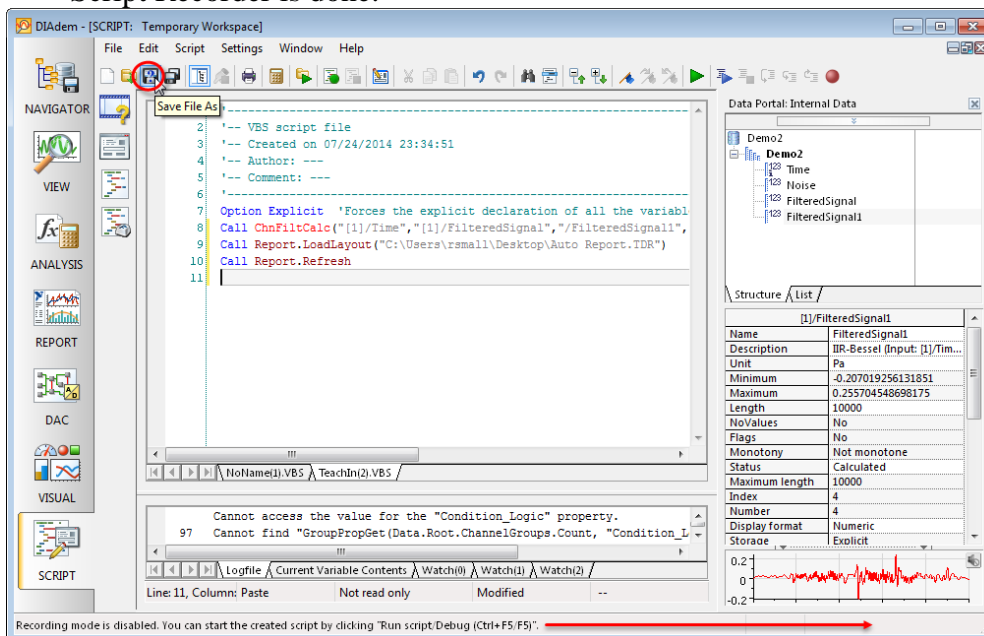 Script Recorder is done.
DIAdem - [SCRIPT: Temporary Workspace]
File Edit Script Settings Window Help
NAVIGATOR
VIEW
ANALYSIS
REPORT
DAC
VISUAL
SCRIPT
Save File As
'-------------------------------------------------------------------------------
2 '-- VBS script file
3 '-- Created on 07/24/2014 23:34:51
4 '-- Author: ---
5 '-- Comment: ---
6 '-------------------------------------------------------------------------------
7 Option Explicit 'Forces the explicit declaration of all the variabl
8 Call ChnFiltCalc("[1]/Time","[1]/FilteredSignal","/FilteredSignal1",
9 Call Report.LoadLayout("C:\Users\rsmall\Desktop\Auto Report.TDR")
10 Call Report.Refresh
11
NoName(1).VBS TeachIn(2).VBS
Cannot access the value for the "Condition_Logic" property.
97 Cannot find "GroupPropGet(Data.Root.ChannelGroups.Count, "Condition_L
Logfile Current Variable Contents Watch(0) Watch(1) Watch(2)
Line: 11, Column: Paste Not read only Modified --
Data Portal: Internal Data
Demo2
Demo2
Time
Noise
FilteredSignal
FilteredSignal1
Structure List
[1]/FilteredSignal1
Name FilteredSignal1
Description IIR-Bessel (Input: [1]/Tim...
Unit Pa
Minimum -0.207019256131851
Maximum 0.255704548698175
Length 10000
NoValues No
Flags No
Monotony Not monotone
Status Calculated
Maximum length 10000
Index 4
Number 4
Display format Numeric
Storage Explicit
0.2
0
-0.2
Recording mode is disabled. You can start the created script by clicking "Run script/Debug (Ctrl+F5/F5)".